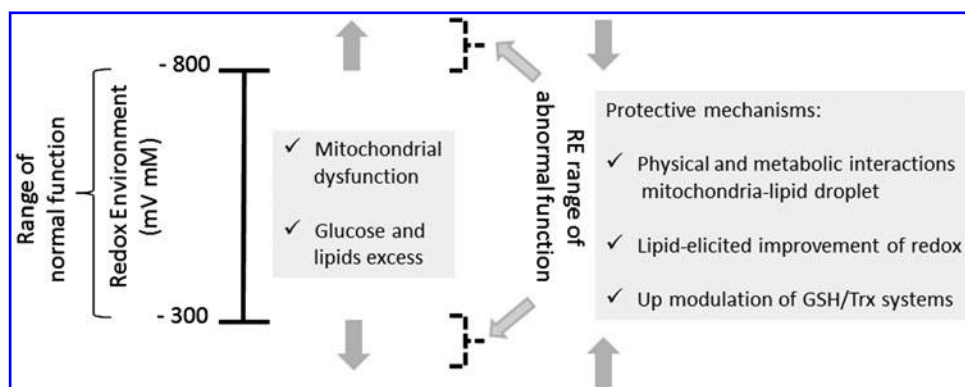 Range of
normal function
Redox Environment
(mV mM)
- 800
- 300
✓ Mitochondrial
dysfunction
✓ Glucose and
lipids excess
RE range of
abnormal function
Protective mechanisms:
✓ Physical and metabolic interactions
mitochondria-lipid droplet
✓ Lipid-elicited improvement of redox
✓ Up modulation of GSH/Trx systems